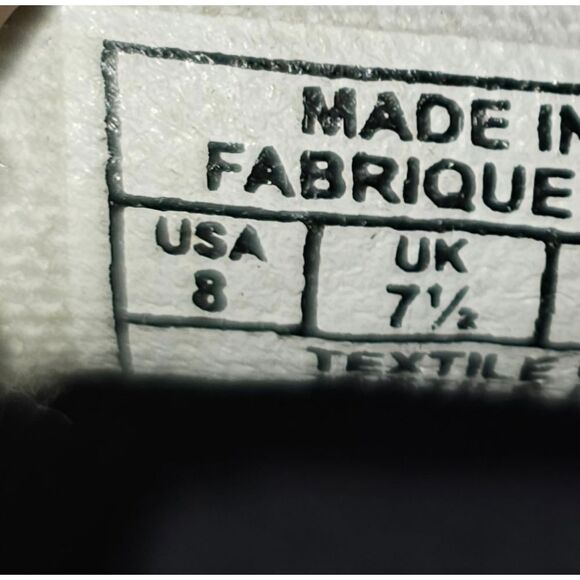 MADE IN
FABRIQUE
USA UK
8 7½
TEXTILE